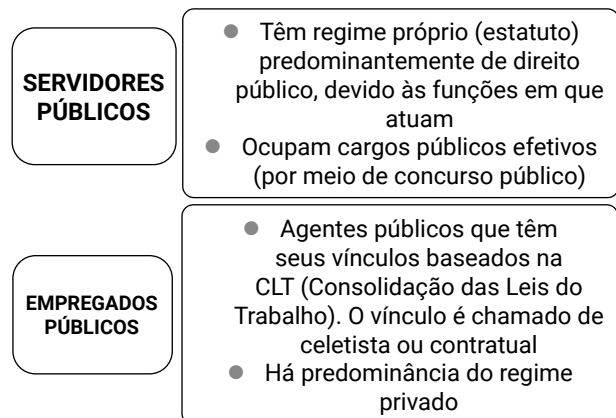 SERVIDORES
PÚBLICOS
● Têm regime próprio (estatuto)
predominantemente de direito
público, devido às funções em que
atuam
● Ocupam cargos públicos efetivos
(por meio de concurso público)
EMPREGADOS
PÚBLICOS
● Agentes públicos que têm
seus vínculos baseados na
CLT (Consolidação das Leis do
Trabalho). O vínculo é chamado de
celetista ou contratual
● Há predominância do regime
privado